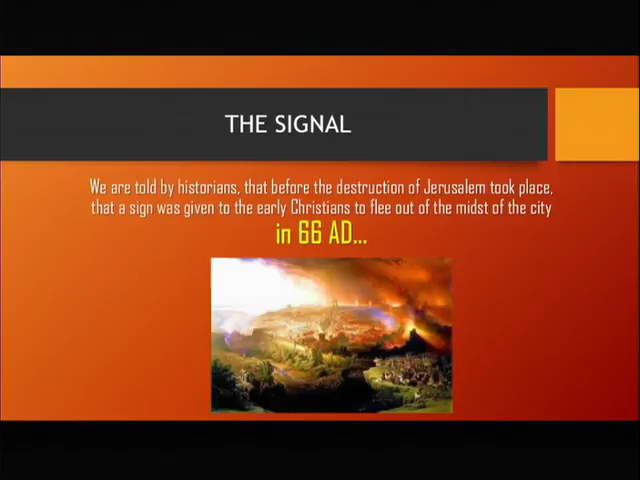 THE SIGNAL
We are told by historians, that before the destruction of Jerusalem took place,
that a sign was given to the early Christians to flee out of the midst of the city
in 66 AD...